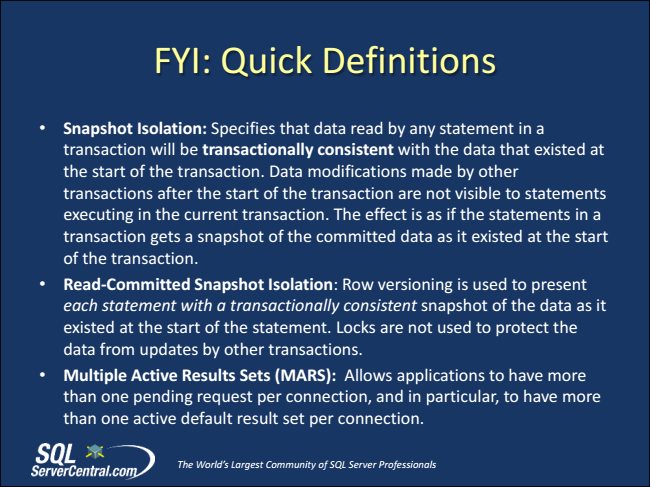 FYI: Quick Definitions
• Snapshot Isolation: Specifies that data read by any statement in a
transaction will be transactionally consistent with the data that existed at
the start of the transaction. Data modifications made by other
transactions after the start of the transaction are not visible to statements
executing in the current transaction. The effect is as if the statements in a
transaction gets a snapshot of the committed data as it existed at the start
of the transaction.
• Read-Committed Snapshot Isolation: Row versioning is used to present
each statement with a transactionally consistent snapshot of the data as it
existed at the start of the statement. Locks are not used to protect the
data from updates by other transactions.
• Multiple Active Results Sets (MARS): Allows applications to have more
than one pending request per connection, and in particular, to have more
than one active default result set per connection.
SQL
ServerCentral.com
The World's Largest Community of SQL Server Professionals